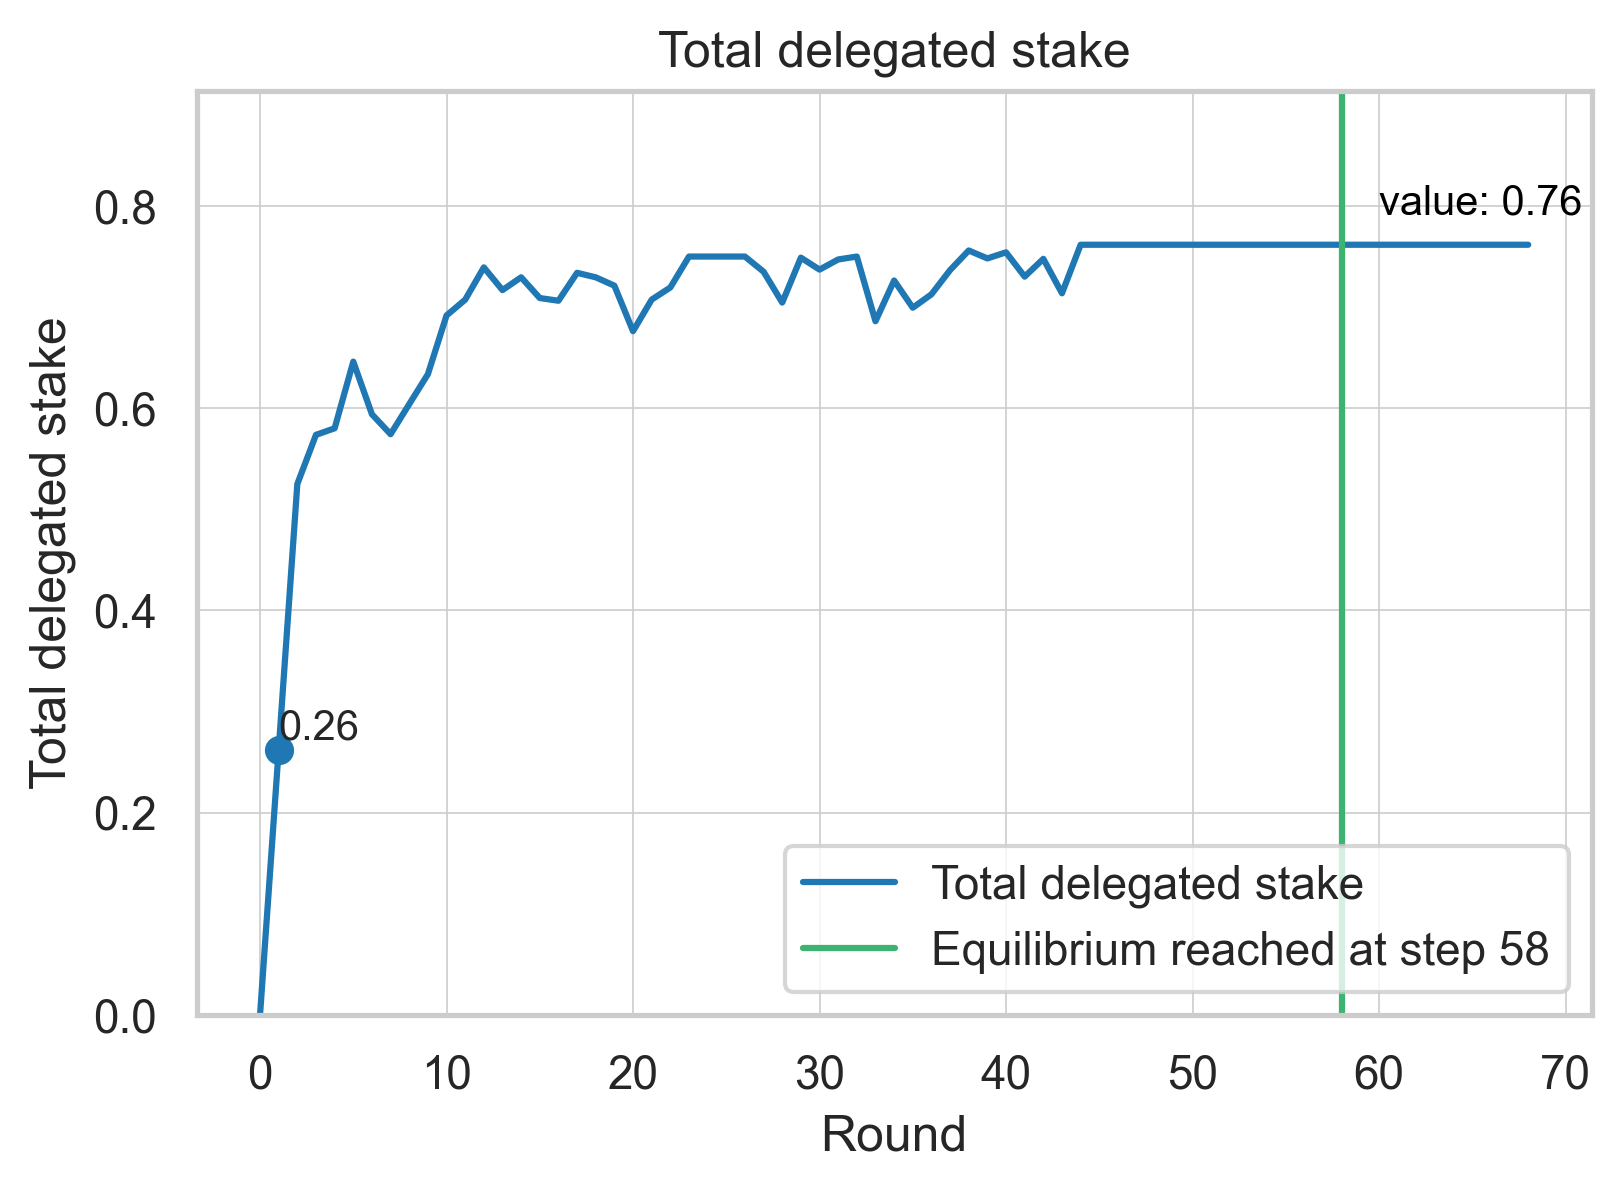 Total delegated stake
Total delegated stake
0.8
0.6
0.4
0.2
0.0
value: 0.76
0.26
Total delegated stake
Equilibrium reached at step 58
0 10 20 30 40 50 60 70
Round